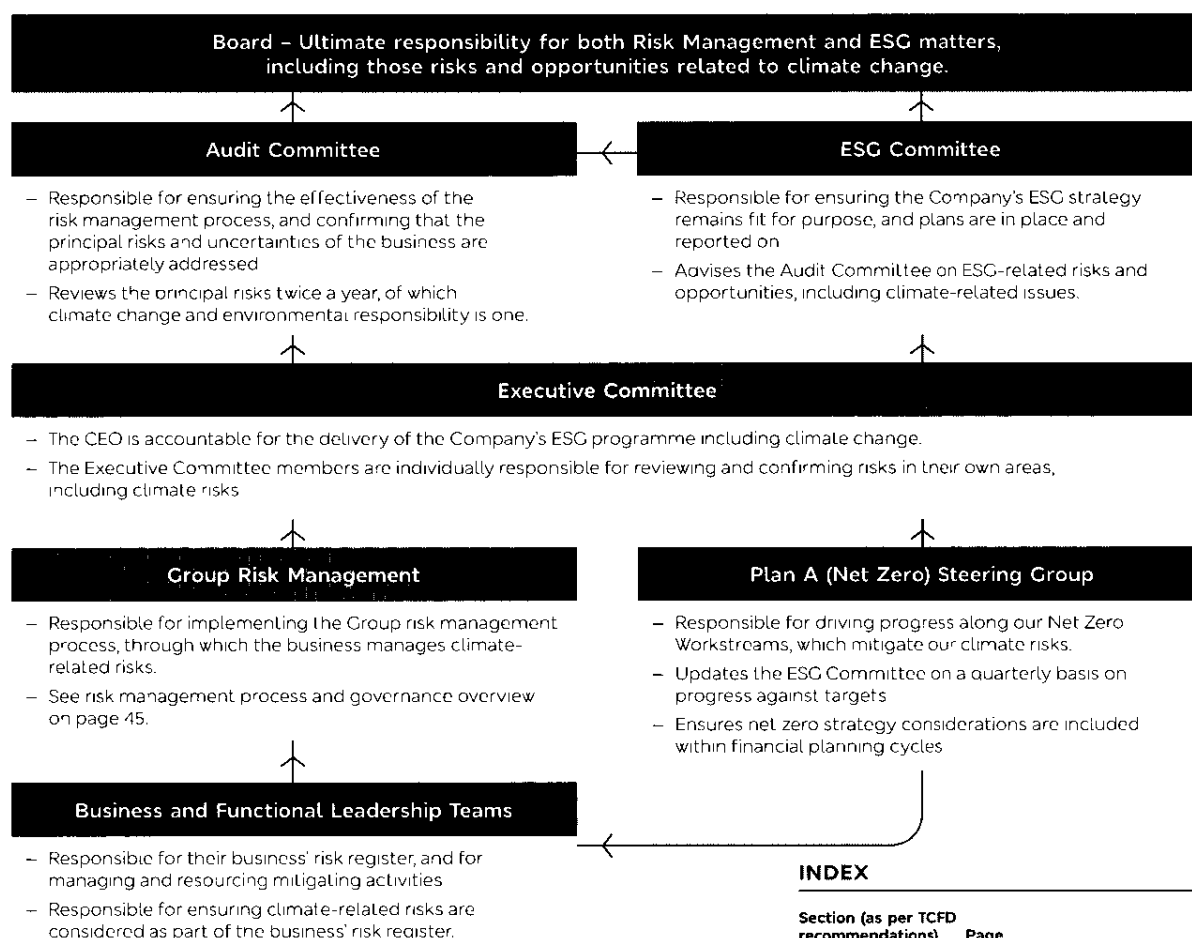 Board – Ultimate responsibility for both Risk Management and ESG matters,
including those risks and opportunities related to climate change.
Audit Committee
– Responsible for ensuring the effectiveness of the
risk management process, and confirming that the
principal risks and uncertainties of the business are
appropriately addressed
– Reviews the principal risks twice a year, of which
climate change and environmental responsibility is one.
ESG Committee
– Responsible for ensuring the Company's ESG strategy
remains fit for purpose, and plans are in place and
reported on
– Advises the Audit Committee on ESG-related risks and
opportunities, including climate-related issues.
Executive Committee
– The CEO is accountable for the delivery of the Company's ESG programme including climate change.
– The Executive Committee members are individually responsible for reviewing and confirming risks in their own areas,
including climate risks
Group Risk Management
– Responsible for implementing the Group risk management
process, through which the business manages climate-
related risks.
– See risk management process and governance overview
on page 45.
Plan A (Net Zero) Steering Group
– Responsible for driving progress along our Net Zero
Workstreams, which mitigate our climate risks.
– Updates the ESG Committee on a quarterly basis on
progress against targets
– Ensures net zero strategy considerations are included
within financial planning cycles
Business and Functional Leadership Teams
– Responsible for their business' risk register, and for
managing and resourcing mitigating activities
– Responsible for ensuring climate-related risks are
considered as part of the business' risk register.
INDEX
Section (as per TCFD
recommendations) Page